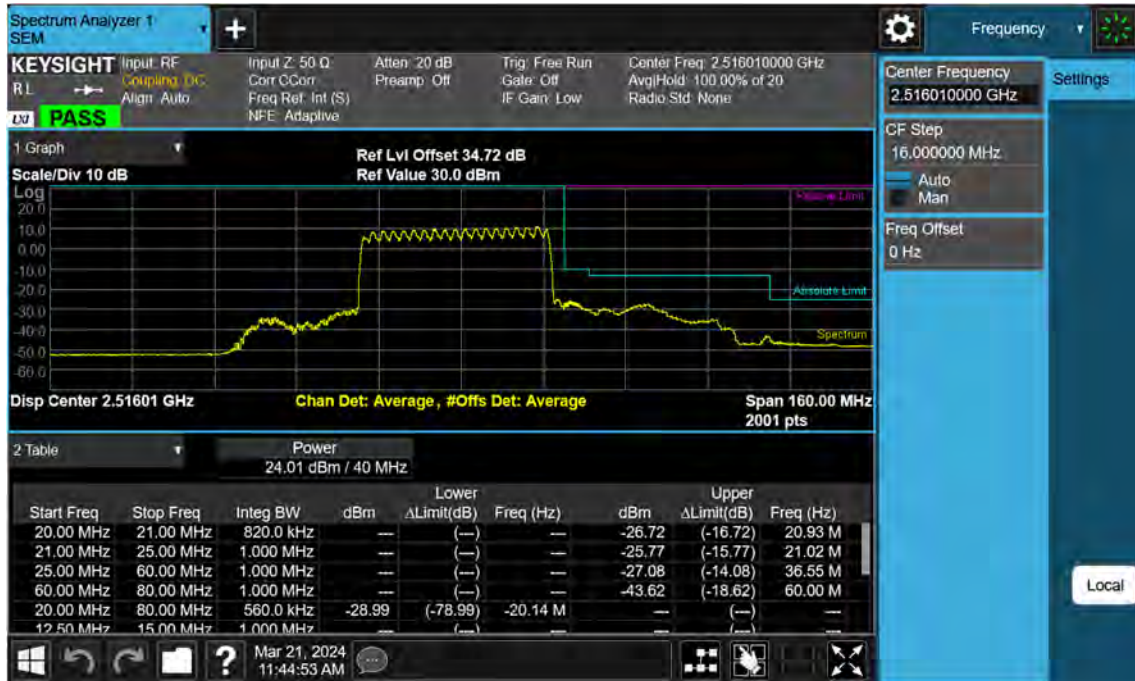 Spectrum Analyzer 1
SEM
+
Frequency
KEYSIGHT
RL
LXI
PASS
Input: RF
Coupling: DC
Align: Auto
Input Z: 50 Ω
Corr CCorr
Freq Ref: Int (S)
NFE: Adaptive
Atten: 20 dB
Preamp: Off
Trig: Free Run
Gate: Off
IF Gain: Low
Center Freq: 2.516010000 GHz
Avg|Hold: 100.00% of 20
Radio Std: None
Center Frequency
2.516010000 GHz
Settings
CF Step
16.000000 MHz
Auto
Man
Freq Offset
0 Hz
1 Graph
Scale/Div 10 dB
Ref Lvl Offset 34.72 dB
Ref Value 30.0 dBm
Log
20.0
10.0
0.00
-10.0
-20.0
-30.0
-40.0
-50.0
-60.0
Relative Limit
Absolute Limit
Spectrum
Disp Center 2.51601 GHz
Chan Det: Average, #Offs Det: Average
Span 160.00 MHz
2001 pts
2 Table
Power
24.01 dBm / 40 MHz
Lower Upper
Start Freq Stop Freq Integ BW dBm ΔLimit(dB) Freq (Hz) dBm ΔLimit(dB) Freq (Hz)
20.00 MHz 21.00 MHz 820.0 kHz --- (---) --- -26.72 (-16.72) 20.93 M
21.00 MHz 25.00 MHz 1.000 MHz --- (---) --- -25.77 (-15.77) 21.02 M
25.00 MHz 60.00 MHz 1.000 MHz --- (---) --- -27.08 (-14.08) 36.55 M
60.00 MHz 80.00 MHz 1.000 MHz --- (---) --- -43.62 (-18.62) 60.00 M
20.00 MHz 80.00 MHz 560.0 kHz -28.99 (-78.99) -20.14 M --- (---) ---
12.50 MHz 15.00 MHz 1.000 MHz --- (---) --- --- (---) ---
Local
?
Mar 21, 2024
11:44:53 AM